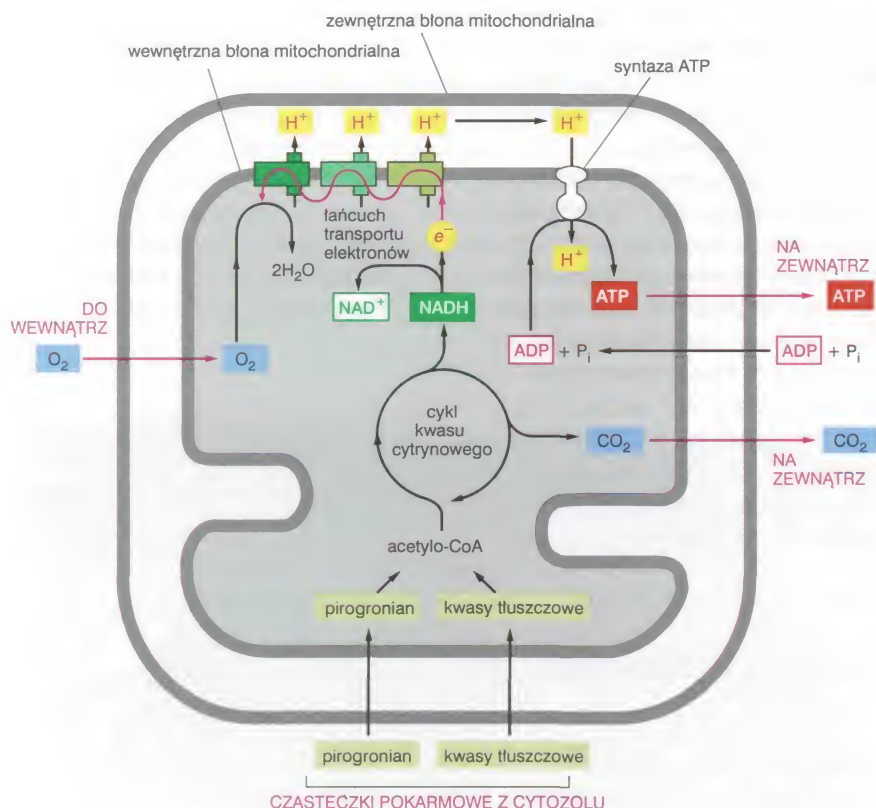 zewnętrzna błona mitochondrialna
wewnętrzna błona mitochondrialna
syntaza ATP
H+
H+
H+
H+
łańcuch
transportu
elektronów
e−
2H2O
H+
NAD+
NADH
ATP
NA
ZEWNĄTRZ
ATP
DO
WEWNĄTRZ
O2
O2
ADP + Pi
ADP + Pi
cykl
kwasu
cytrynowego
CO2
CO2
NA
ZEWNĄTRZ
acetylo-CoA
pirogronian
kwasy tłuszczowe
pirogronian
kwasy tłuszczowe
CZĄSTECZKI POKARMOWE Z CYTOZOLU